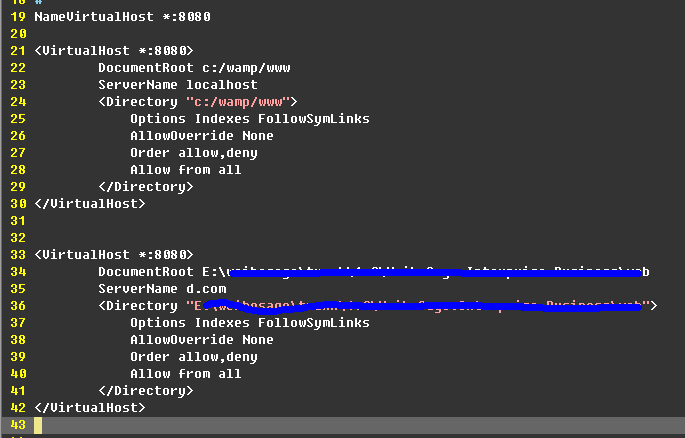 18 #
19 NameVirtualHost *:8080
20
21 <VirtualHost *:8080>
22 DocumentRoot c:/wamp/www
23 ServerName localhost
24 <Directory "c:/wamp/www">
25 Options Indexes FollowSymLinks
26 AllowOverride None
27 Order allow,deny
28 Allow from all
29 </Directory>
30 </VirtualHost>
31
32
33 <VirtualHost *:8080>
34 DocumentRoot E:\
35 ServerName d.com
36 <Directory "E:\
37 Options Indexes FollowSymLinks
38 AllowOverride None
39 Order allow,deny
40 Allow from all
41 </Directory>
42 </VirtualHost>
43